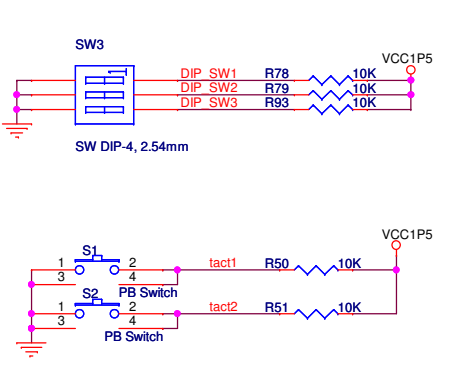 SW3
1
VCC1P5
DIP_SW1 R78 10K
DIP_SW2 R79 10K
DIP_SW3 R93 10K
SW DIP-4, 2.54mm
VCC1P5
S1
1 2 tact1 R50 10K
3 4
S2 PB Switch
1 2 tact2 R51 10K
3 4
PB Switch